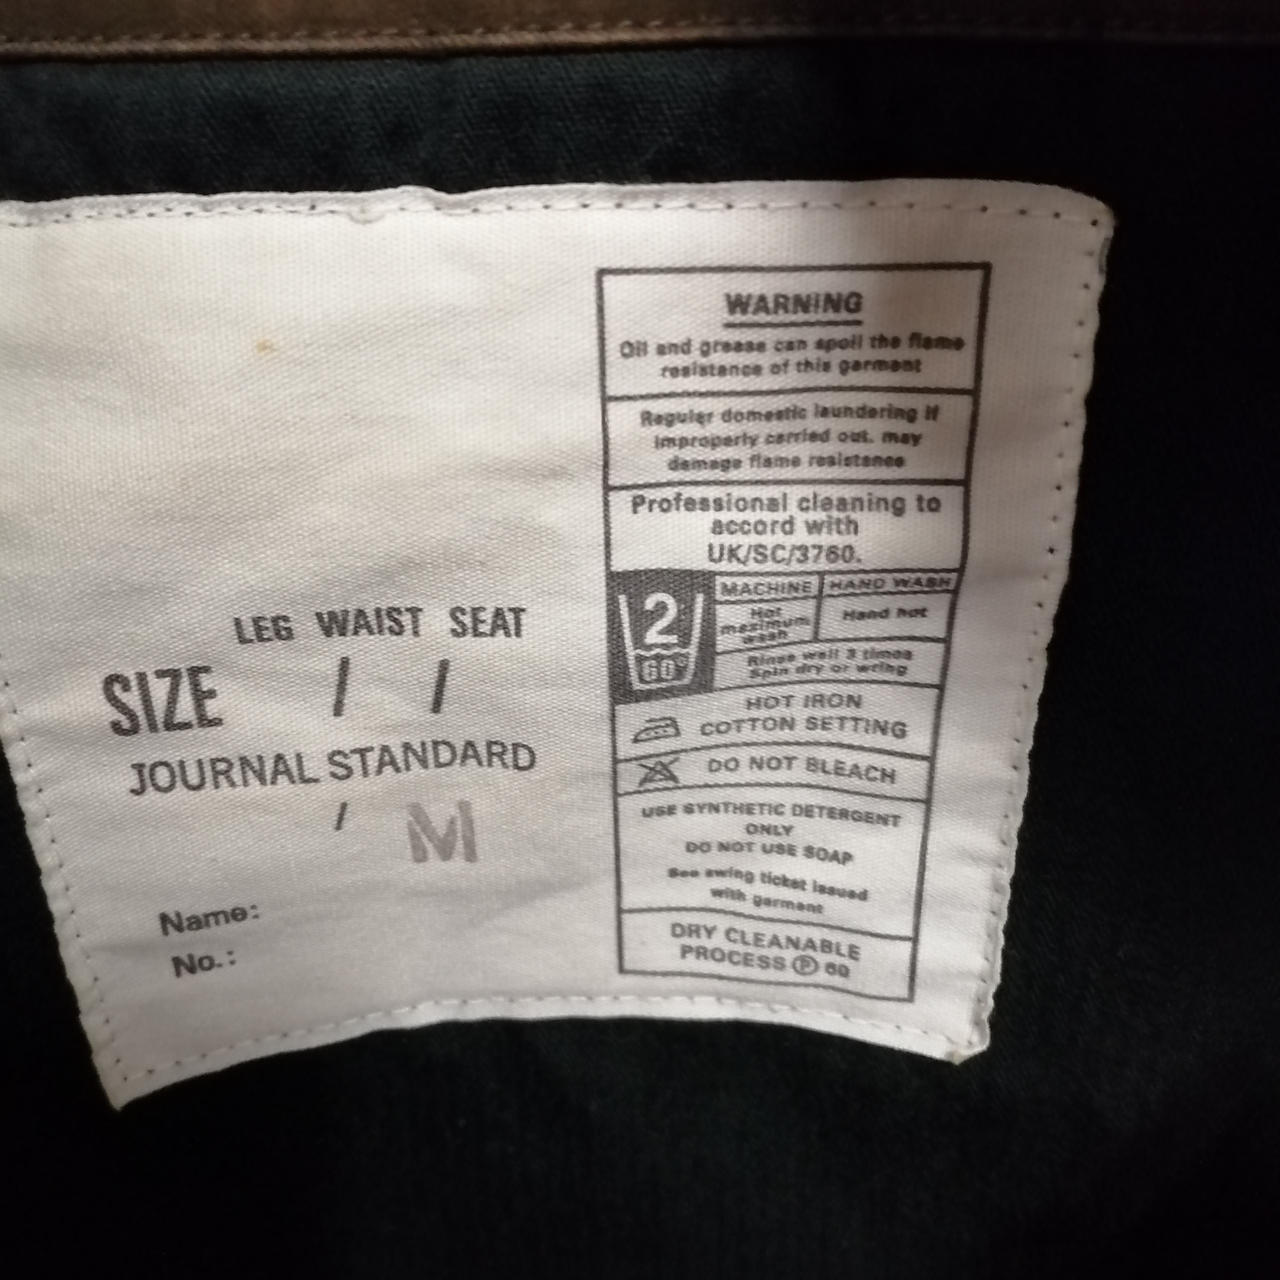 LEG WAIST SEAT
SIZE / /
JOURNAL STANDARD
/ M
Name:
No.:
WARNING
Oil and grease can spoil the flame
resistance of this garment
Regular domestic laundering if
improperly carried out, may
damage flame resistance
Professional cleaning to
accord with
UK/SC/3760.
2
60°
MACHINE
Hot
maximum
wash
HAND WASH
Hand hot
Rinse well 3 times
Spin dry or wring
HOT IRON
COTTON SETTING
DO NOT BLEACH
USE SYNTHETIC DETERGENT
ONLY
DO NOT USE SOAP
See swing ticket issued
with garment
DRY CLEANABLE
PROCESS Ⓟ 60